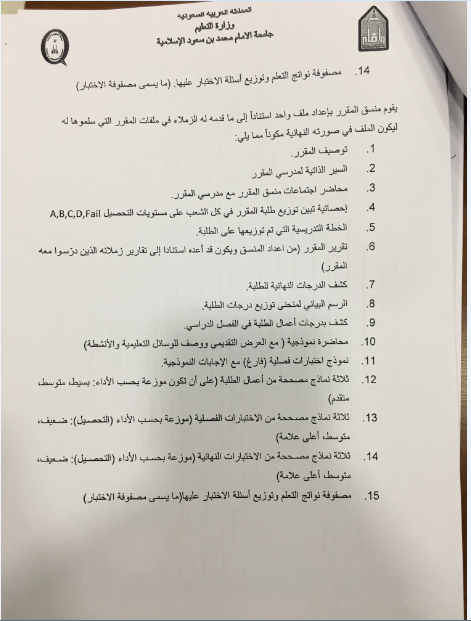 المملكة العربية السعودية
وزارة التعليم
جامعة الامام محمد بن سعود الإسلامية
14. مصفوفة نواتج التعلم وتوزيع أسئلة الاختبار عليها. (ما يسمى مصفوفة الاختبار)
يقوم منسق المقرر بإعداد ملف واحد استناداً إلى ما قدمه له الزملاء في ملفات المقرر التي سلموها له
ليكون الملف في صورته النهائية مكوناً مما يلي:
1. توصيف المقرر.
2. السير الذاتية لمدرسي المقرر
3. محاضر اجتماعات منسق المقرر مع مدرسي المقرر.
4. إحصائية تبين توزيع طلبة المقرر في كل الشعب على مستويات التحصيل A,B,C,D,Fail
5. الخطة التدريسية التي تم توزيعها على الطلبة.
6. تقرير المقرر (من اعداد المنسق ويكون قد أعده استنادا إلى تقارير زملائه الذين درّسوا معه
المقرر)
7. كشف الدرجات النهائية للطلبة.
8. الرسم البياني لمنحنى توزيع درجات الطلبة.
9. كشف بدرجات أعمال الطلبة في الفصل الدراسي.
10. محاضرة نموذجية ( مع العرض التقديمي ووصف للوسائل التعليمية والأنشطة)
11. نموذج اختبارات فصلية (فارغ) مع الإجابات النموذجية.
12. ثلاثة نماذج مصححة من أعمال الطلبة (على أن تكون موزعة بحسب الأداء: بسيط، متوسط،
متقدم)
13. ثلاثة نماذج مصححة من الاختبارات الفصلية (موزعة بحسب الأداء (التحصيل): ضعيف،
متوسط، أعلى علامة)
14. ثلاثة نماذج مصححة من الاختبارات النهائية (موزعة بحسب الأداء (التحصيل): ضعيف،
متوسط، أعلى علامة)
15. مصفوفة نواتج التعلم وتوزيع أسئلة الاختبار عليها(ما يسمى مصفوفة الاختبار)